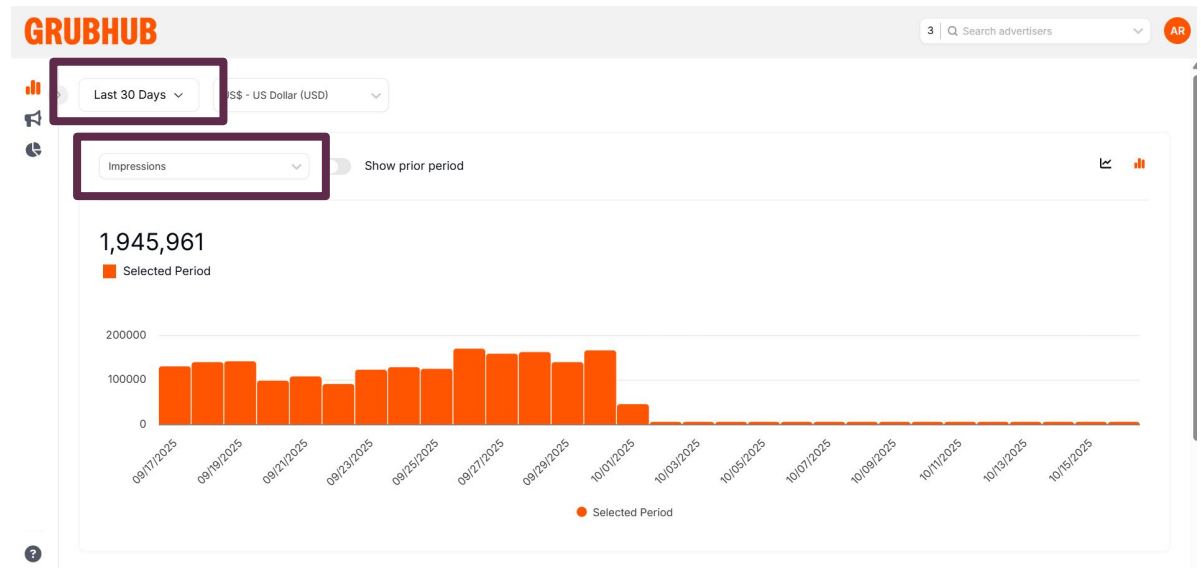 GRUBHUB
3 Search advertisers
AR
Last 30 Days
US$ - US Dollar (USD)
Impressions
Show prior period
1,945,961
Selected Period
200000
100000
0
09/17/2025
09/19/2025
09/21/2025
09/23/2025
09/25/2025
09/27/2025
09/29/2025
10/01/2025
10/03/2025
10/05/2025
10/07/2025
10/09/2025
10/11/2025
10/13/2025
10/15/2025
Selected Period
?